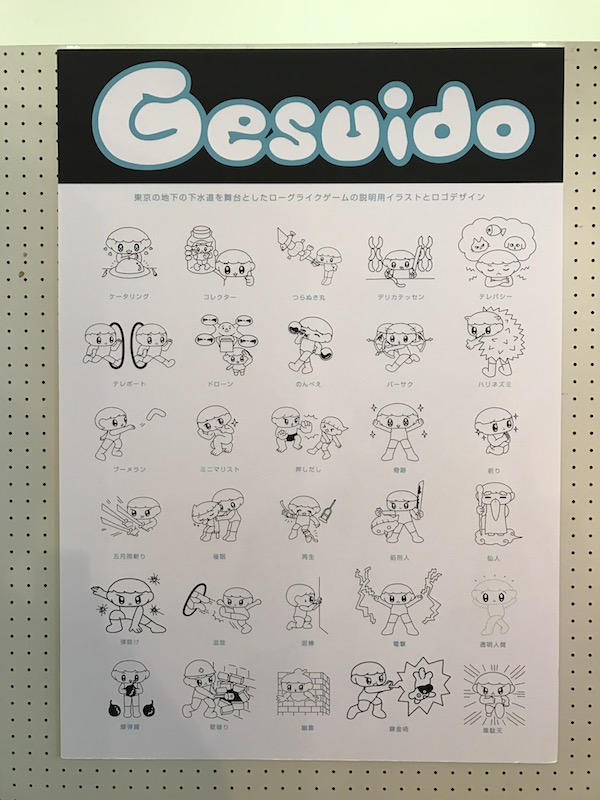 Gesuido
東京の地下の下水道を舞台としたローグライクゲームの説明用イラストとロゴデザイン
ケータリング
コレクター
つらぬき丸
デリカテッセン
テレパシー
テレポート
ドローン
のんべえ
バーサク
ハリネズミ
ブーメラン
ミニマリスト
押しだし
奇跡
祈り
五月雨斬り
催眠
再生
処刑人
仙人
弾除け
泥棒
電撃
透明人間
爆弾魔
壁破り
幽霊
錬金術
韋駄天